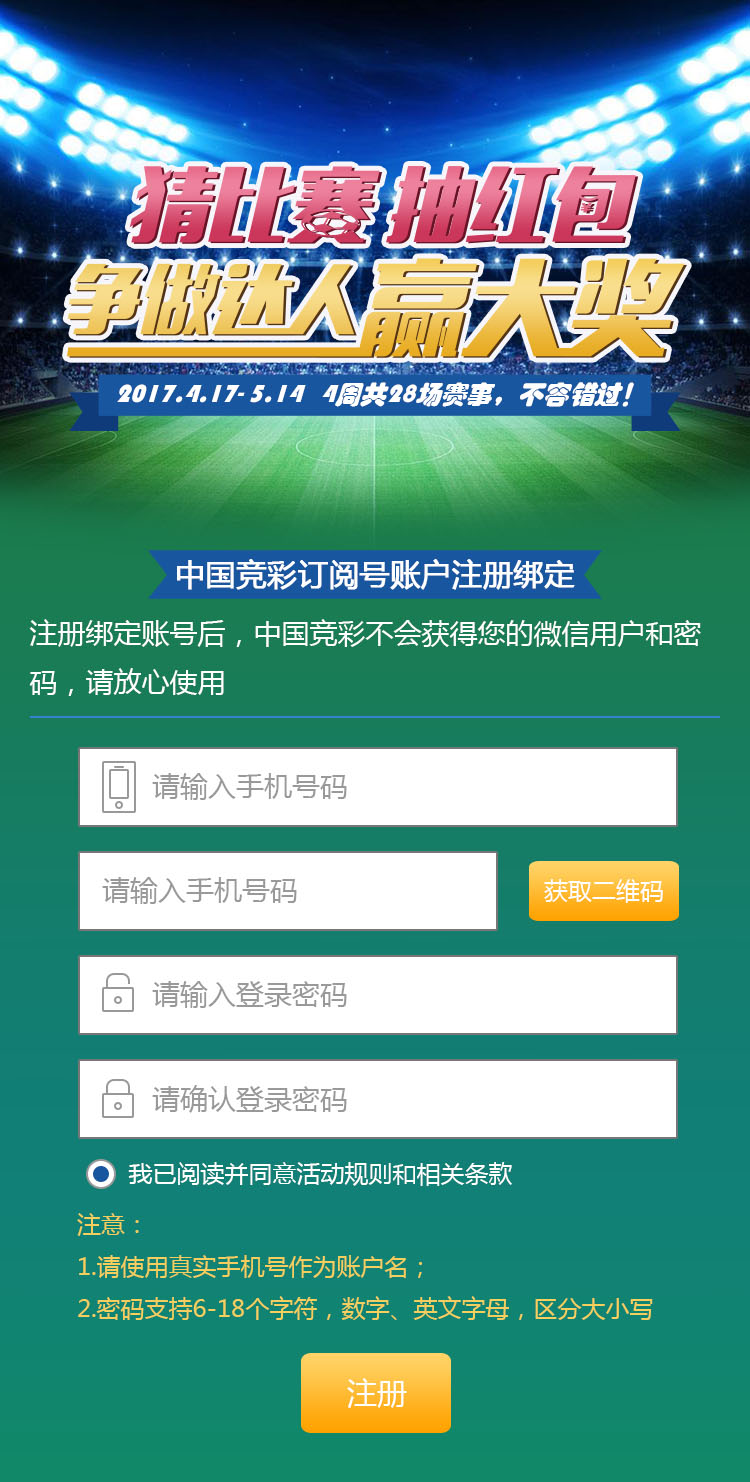 猜比赛 抽红包
争做达人赢大奖
2017.4.17-5.14 4周共28场赛事，不容错过！
中国竞彩订阅号账户注册绑定
注册绑定账号后，中国竞彩不会获得您的微信用户和密
码，请放心使用
请输入手机号码
请输入手机号码
获取二维码
请输入登录密码
请确认登录密码
我已阅读并同意活动规则和相关条款
注意：
1.请使用真实手机号作为账户名；
2.密码支持6-18个字符，数字、英文字母，区分大小写
注册